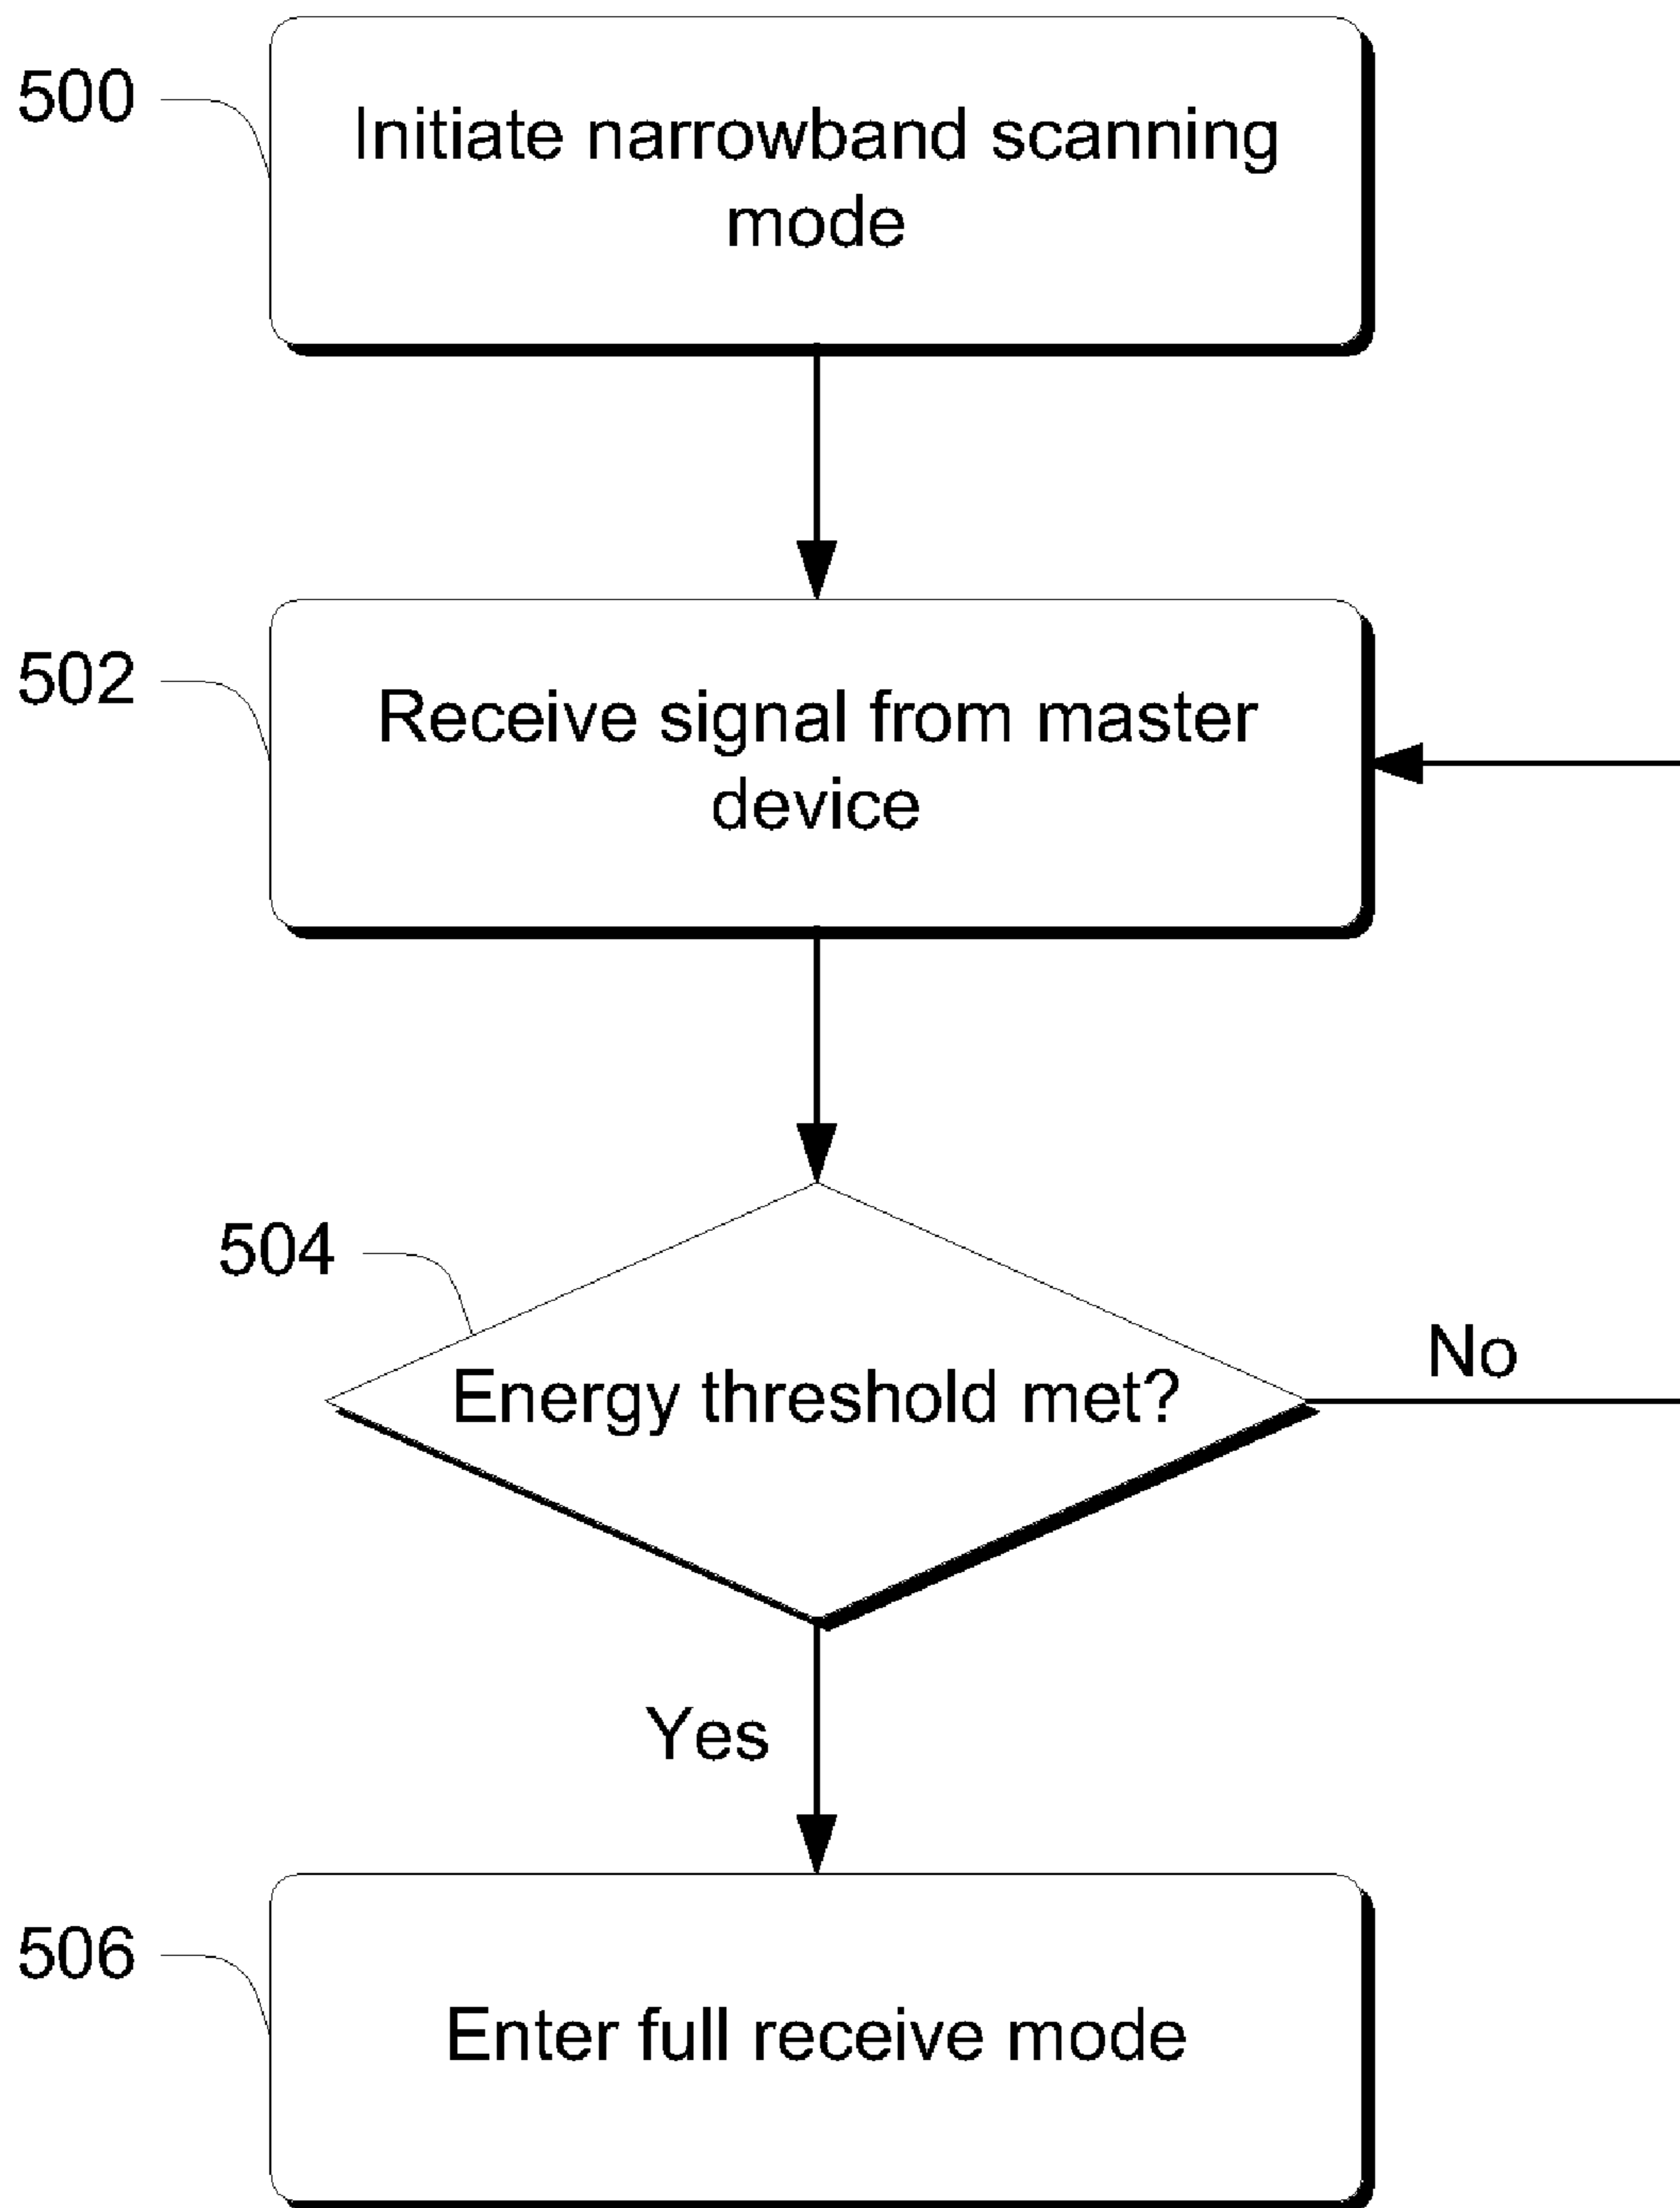 500
Initiate narrowband scanning
mode
502
Receive signal from master
device
504
Energy threshold met?
No
Yes
506
Enter full receive mode